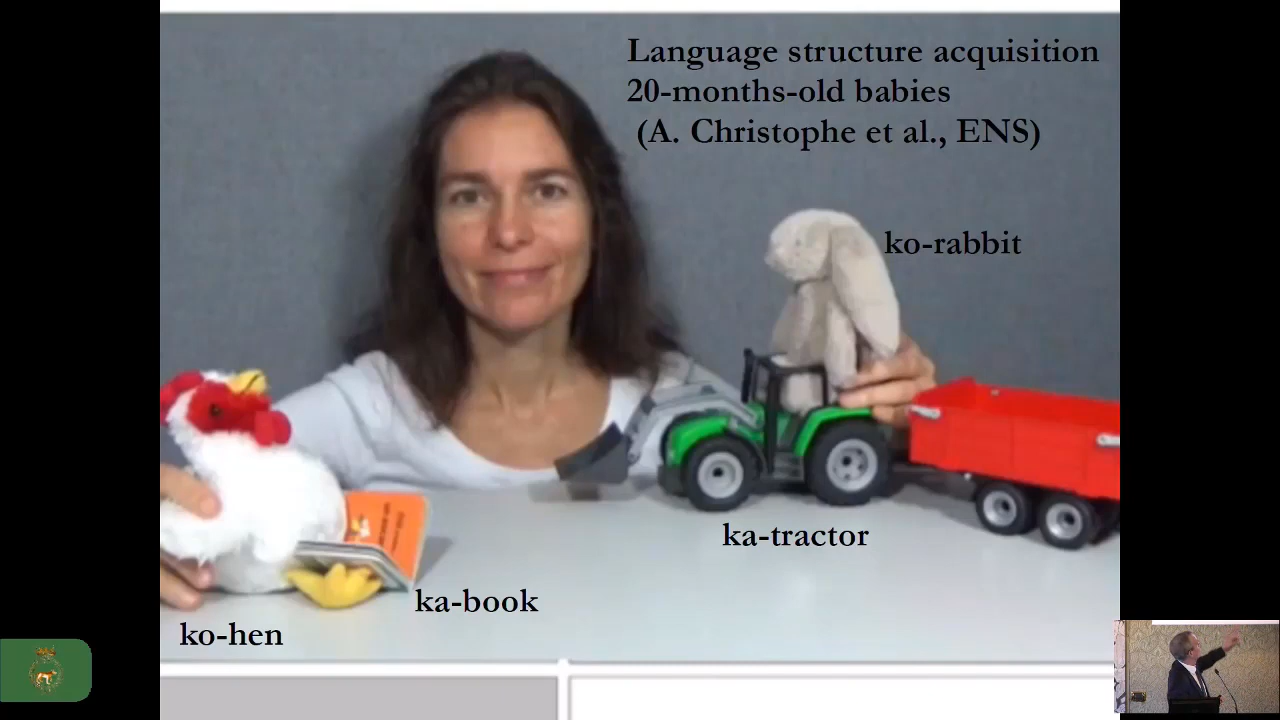 Language structure acquisition
20-months-old babies
(A. Christophe et al., ENS)
ko-rabbit
ka-tractor
ka-book
ko-hen